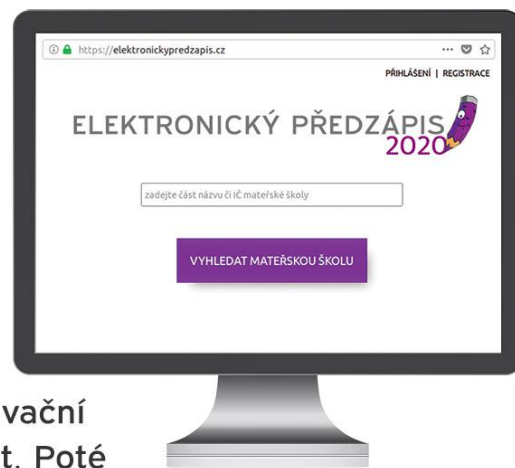 https://elektronickypredzapis.cz
PŘIHLÁŠENÍ | REGISTRACE
ELEKTRONICKÝ PŘEDZÁPIS
2020
zadejte část názvu či IČ mateřské školy
VYHLEDAT MATEŘSKOU ŠKOLU
vační
t. Poté